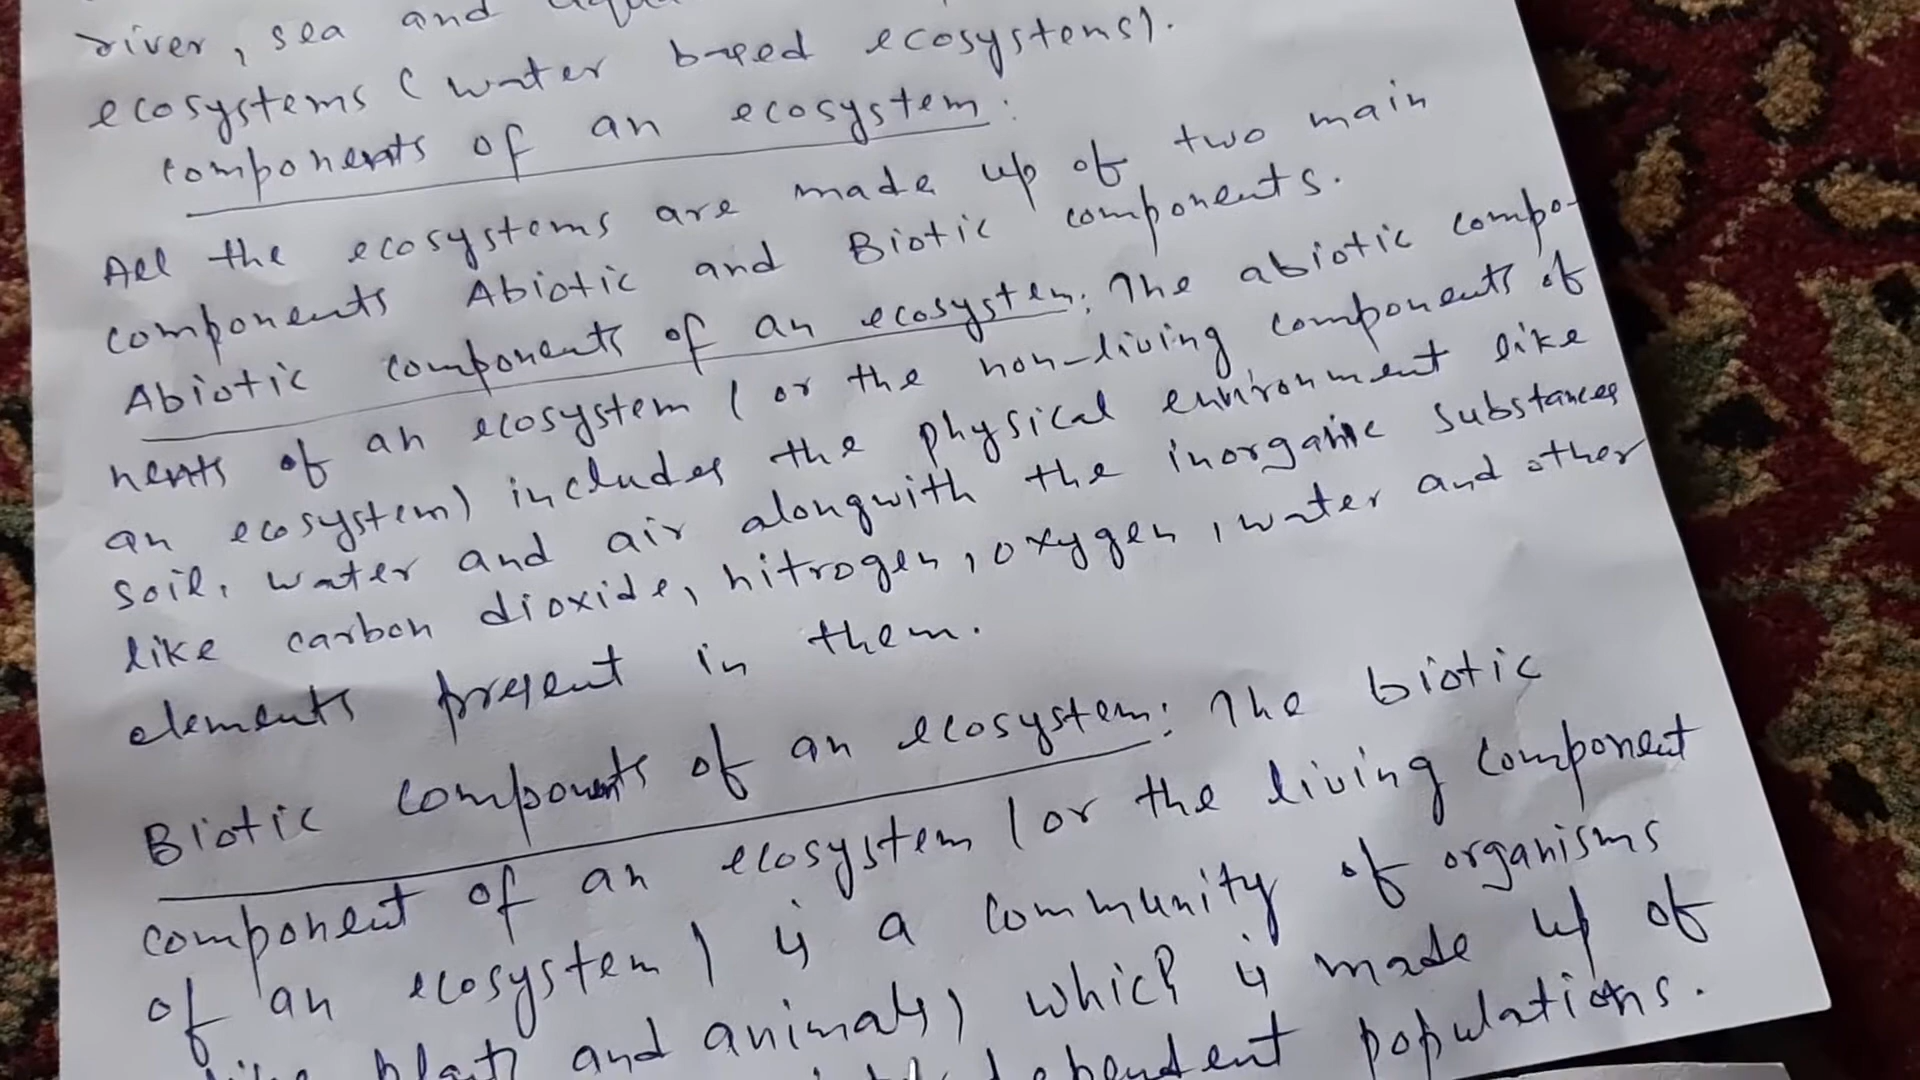 river, sea and
ecosystems (water based ecosystems).
components of an ecosystem:
All the ecosystems are made up of two main
components Abiotic and Biotic components.
Abiotic components of an ecosystem: The abiotic compo-
nents of an ecosystem (or the non-living components of
an ecosystem) includes the physical environment like
soil, water and air alongwith the inorganic substances
like carbon dioxide, nitrogen, oxygen, water and other
elements present in them.
Biotic components of an ecosystem: The biotic
component of an ecosystem (or the living component
of an ecosystem) is a community of organisms
like plants and animals) which is made up of
dependent populations.